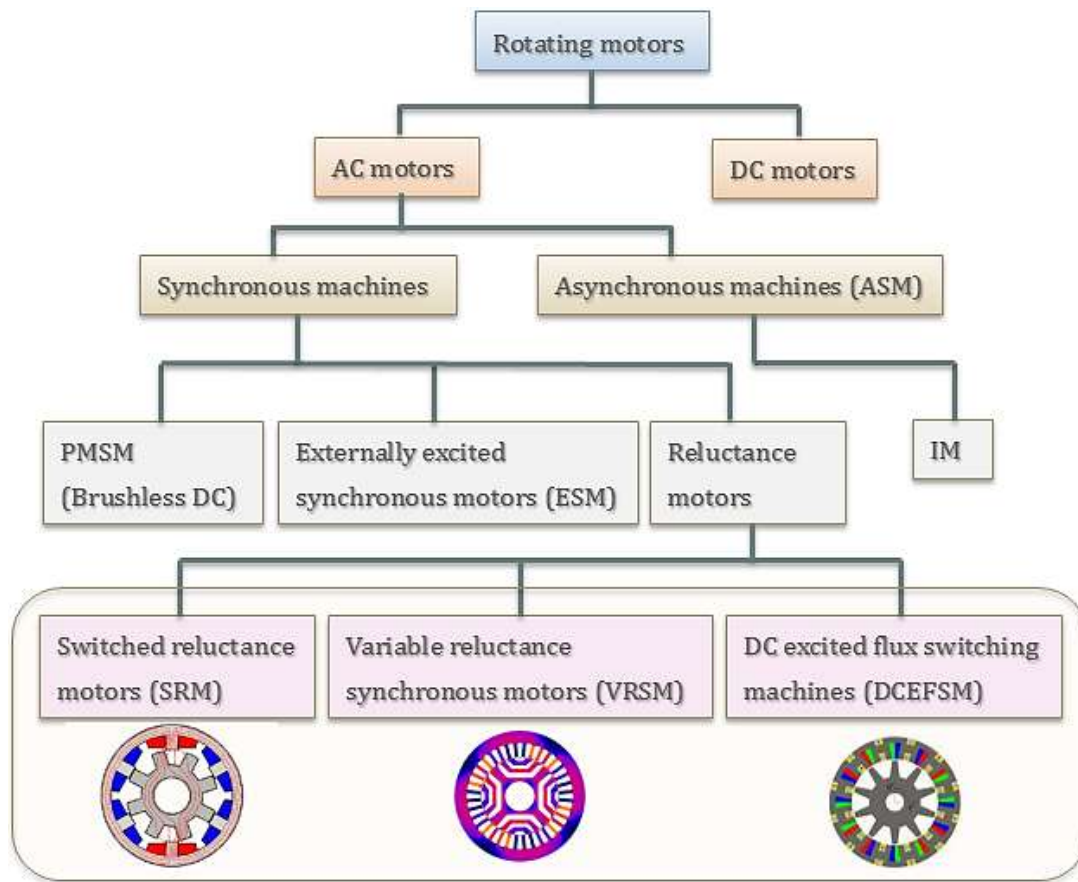 Rotating motors
AC motors
DC motors
Synchronous machines
Asynchronous machines (ASM)
PMSM
(Brushless DC)
Externally excited
synchronous motors (ESM)
Reluctance
motors
IM
Switched reluctance
motors (SRM)
Variable reluctance
synchronous motors (VRSM)
DC excited flux switching
machines (DCEFSM)